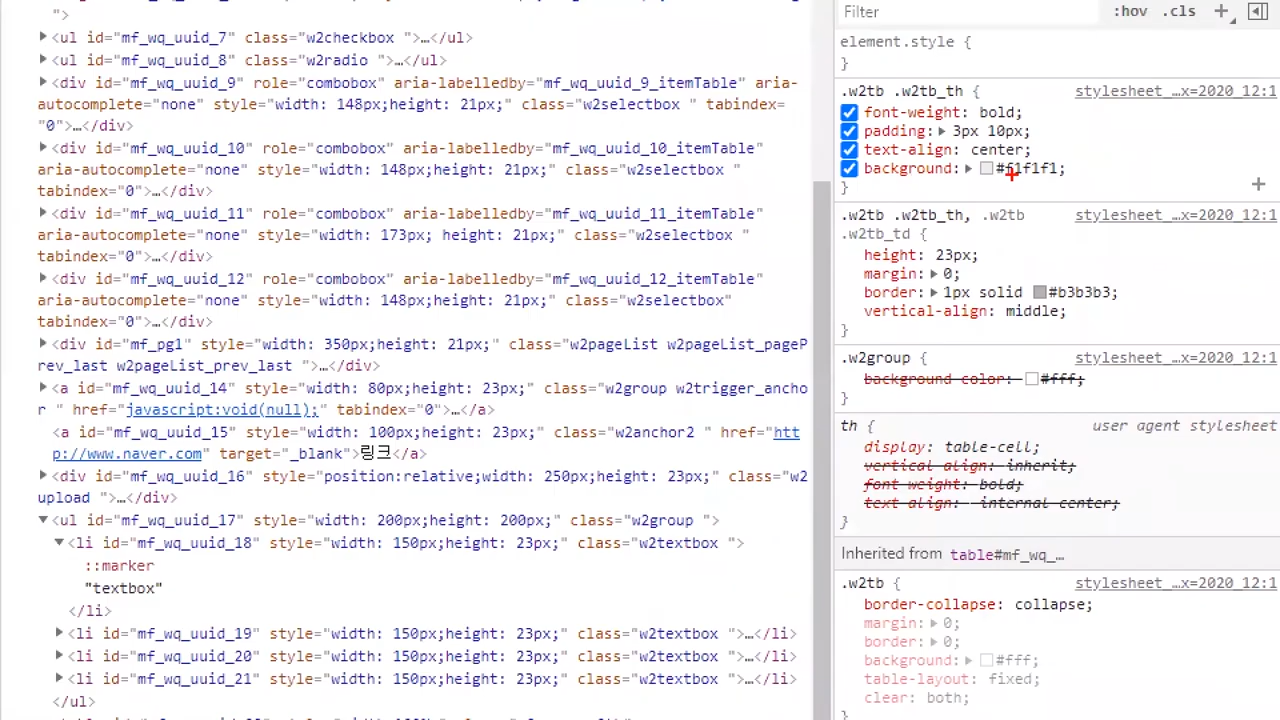 ">
<ul id="mf_wq_uuid_7" class="w2checkbox ">…</ul>
<ul id="mf_wq_uuid_8" class="w2radio ">…</ul>
<div id="mf_wq_uuid_9" role="combobox" aria-labelledby="mf_wq_uuid_9_itemTable" aria-
autocomplete="none" style="width: 148px;height: 21px;" class="w2selectbox " tabindex=
"0">…</div>
<div id="mf_wq_uuid_10" role="combobox" aria-labelledby="mf_wq_uuid_10_itemTable"
aria-autocomplete="none" style="width: 148px;height: 21px;" class="w2selectbox "
tabindex="0">…</div>
<div id="mf_wq_uuid_11" role="combobox" aria-labelledby="mf_wq_uuid_11_itemTable"
aria-autocomplete="none" style="width: 173px; height: 21px;" class="w2selectbox "
tabindex="0">…</div>
<div id="mf_wq_uuid_12" role="combobox" aria-labelledby="mf_wq_uuid_12_itemTable"
aria-autocomplete="none" style="width: 148px;height: 21px;" class="w2selectbox"
tabindex="0">…</div>
<div id="mf_pg1" style="width: 350px;height: 21px;" class="w2pageList w2pageList_pageP
rev_last w2pageList_prev_last ">…</div>
<a id="mf_wq_uuid_14" style="width: 80px;height: 23px;" class="w2group w2trigger_ancho
r " href="javascript:void(null);" tabindex="0">…</a>
<a id="mf_wq_uuid_15" style="width: 100px;height: 23px;" class="w2anchor2 " href="htt
p://www.naver.com" target="_blank">링크</a>
<div id="mf_wq_uuid_16" style="position:relative;width: 250px;height: 23px;" class="w2
upload ">…</div>
<ul id="mf_wq_uuid_17" style="width: 200px;height: 200px;" class="w2group ">
<li id="mf_wq_uuid_18" style="width: 150px;height: 23px;" class="w2textbox ">
::marker
"textbox"
</li>
<li id="mf_wq_uuid_19" style="width: 150px;height: 23px;" class="w2textbox ">…</li>
<li id="mf_wq_uuid_20" style="width: 150px;height: 23px;" class="w2textbox ">…</li>
<li id="mf_wq_uuid_21" style="width: 150px;height: 23px;" class="w2textbox ">…</li>
</ul>
Filter :hov .cls
element.style {
}
.w2tb .w2tb_th { stylesheet_…x=2020_12:1
font-weight: bold;
padding: 3px 10px;
text-align: center;
background: #f1f1f1;
}
.w2tb .w2tb_th, .w2tb stylesheet_…x=2020_12:1
.w2tb_td {
height: 23px;
margin: 0;
border: 1px solid #b3b3b3;
vertical-align: middle;
}
.w2group { stylesheet_…x=2020_12:1
background-color: #fff;
}
th { user agent stylesheet
display: table-cell;
vertical-align: inherit;
font-weight: bold;
text-align: -internal-center;
}
Inherited from table#mf_wq_…
.w2tb { stylesheet_…x=2020_12:1
border-collapse: collapse;
margin: 0;
border: 0;
background: #fff;
table-layout: fixed;
clear: both;
}